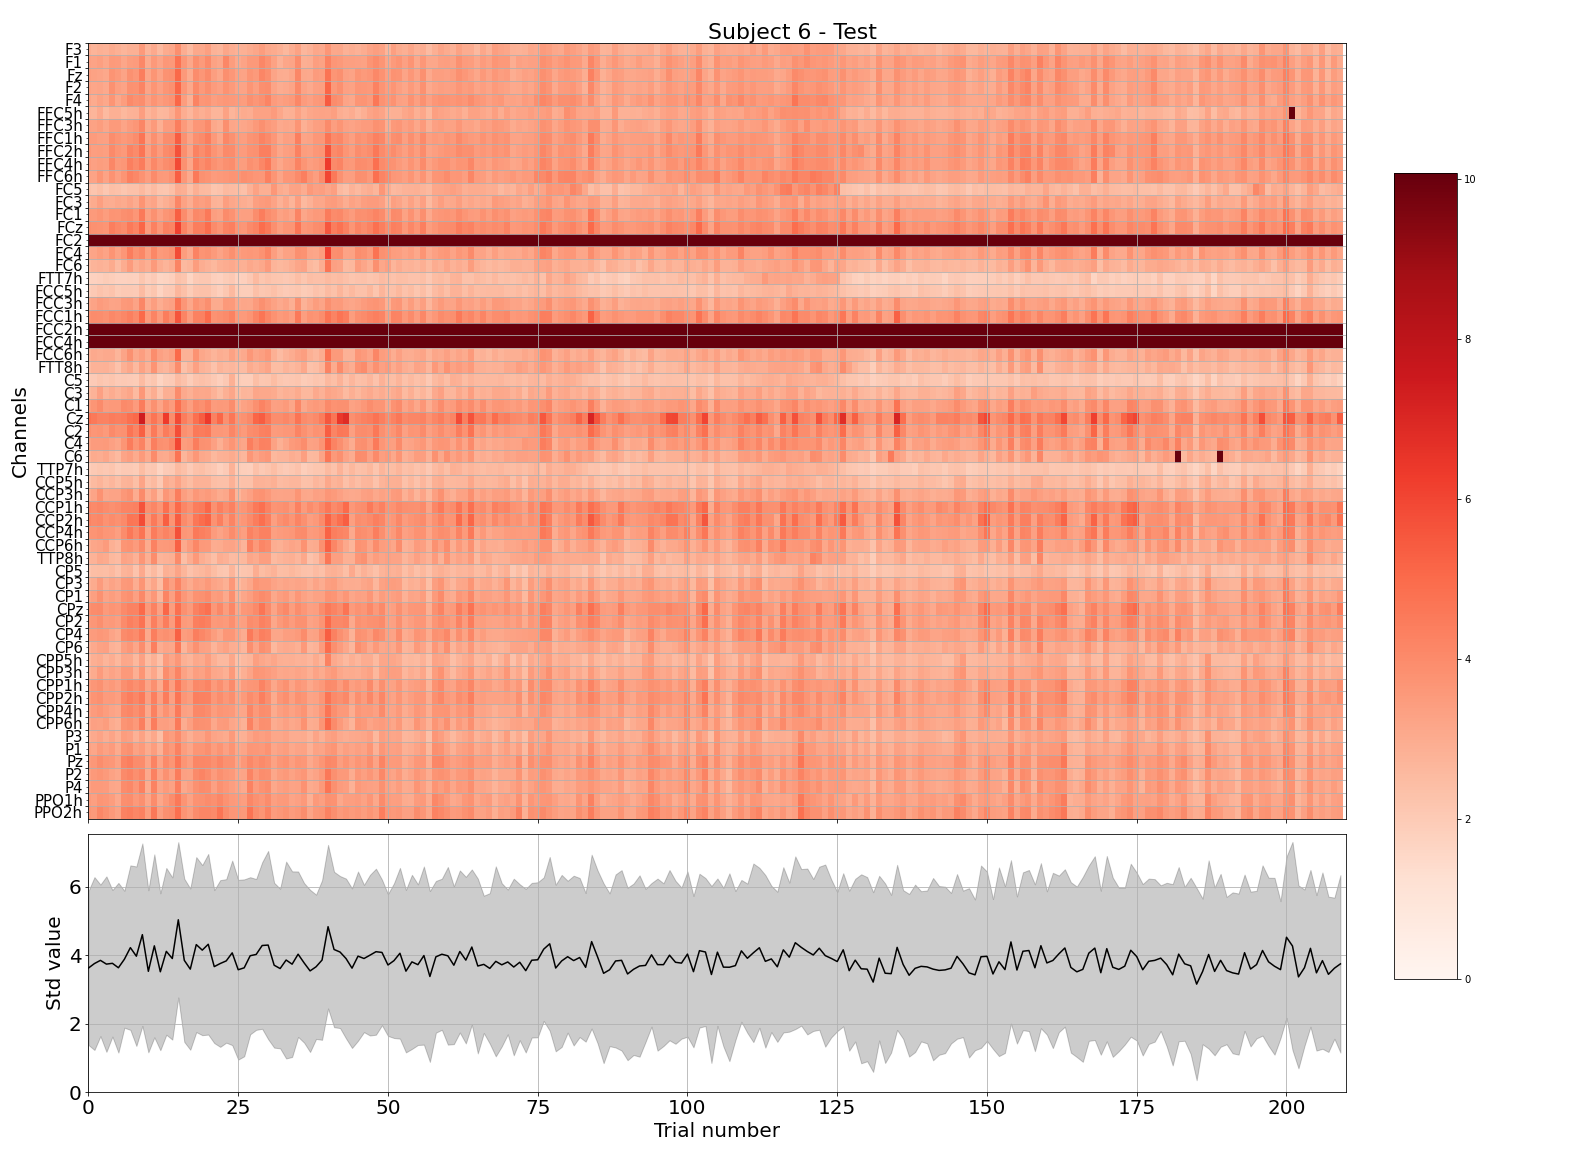 Subject 6 - Test
F3
F1
Fz
F2
F4
FFC5h
FFC3h
FFC1h
FFC2h
FFC4h
FFC6h
FC5
FC3
FC1
FCz
FC2
FC4
FC6
FTT7h
FCC5h
FCC3h
FCC1h
FCC2h
FCC4h
FCC6h
FTT8h
C5
C3
C1
Cz
C2
C4
C6
TTP7h
CCP5h
CCP3h
CCP1h
CCP2h
CCP4h
CCP6h
TTP8h
CP5
CP3
CP1
CPz
CP2
CP4
CP6
CPP5h
CPP3h
CPP1h
CPP2h
CPP4h
CPP6h
P3
P1
Pz
P2
P4
PPO1h
PPO2h
Channels
10
8
6
4
2
0
6
4
2
0
Std value
0 25 50 75 100 125 150 175 200
Trial number